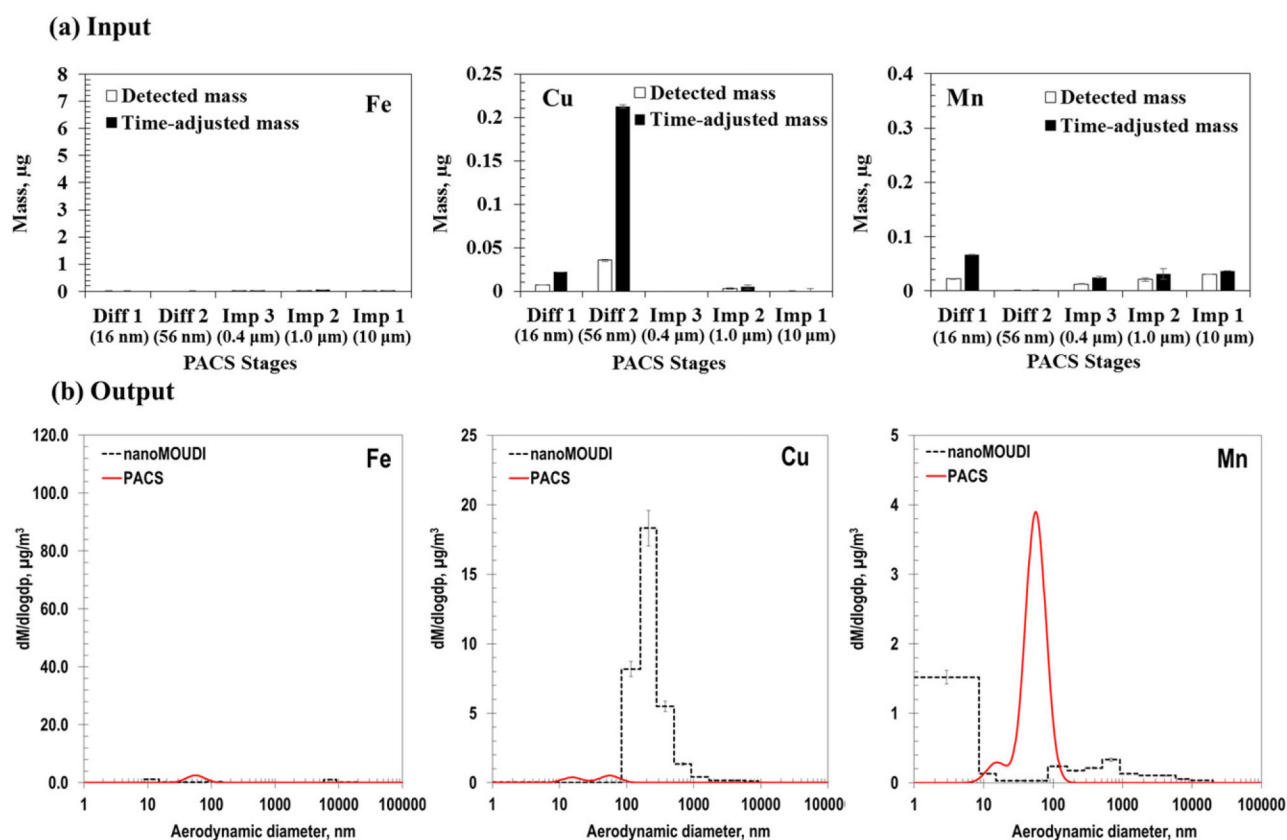 (a) Input
8
7
6
5
4
3
2
1
0
Mass, µg
Detected mass
Time-adjusted mass
Fe
Diff 1 Diff 2 Imp 3 Imp 2 Imp 1
(16 nm) (56 nm) (0.4 µm) (1.0 µm) (10 µm)
PACS Stages
0.25
0.2
0.15
0.1
0.05
0
Mass, µg
Detected mass
Time-adjusted mass
Cu
Diff 1 Diff 2 Imp 3 Imp 2 Imp 1
(16 nm) (56 nm) (0.4 µm) (1.0 µm) (10 µm)
PACS Stages
0.4
0.3
0.2
0.1
0
Mass, µg
Detected mass
Time-adjusted mass
Mn
Diff 1 Diff 2 Imp 3 Imp 2 Imp 1
(16 nm) (56 nm) (0.4 µm) (1.0 µm) (10 µm)
PACS Stages
(b) Output
120.0
100.0
80.0
60.0
40.0
20.0
0.0
dM/dlogdp, µg/m³
nanoMOUDI
PACS
Fe
1 10 100 1000 10000 100000
Aerodynamic diameter, nm
25
20
15
10
5
0
dM/dlogdp, µg/m³
nanoMOUDI
PACS
Cu
1 10 100 1000 10000 100000
Aerodynamic diameter, nm
5
4
3
2
1
0
dM/dlogdp, µg/m³
nanoMOUDI
PACS
Mn
1 10 100 1000 10000 100000
Aerodynamic diameter, nm